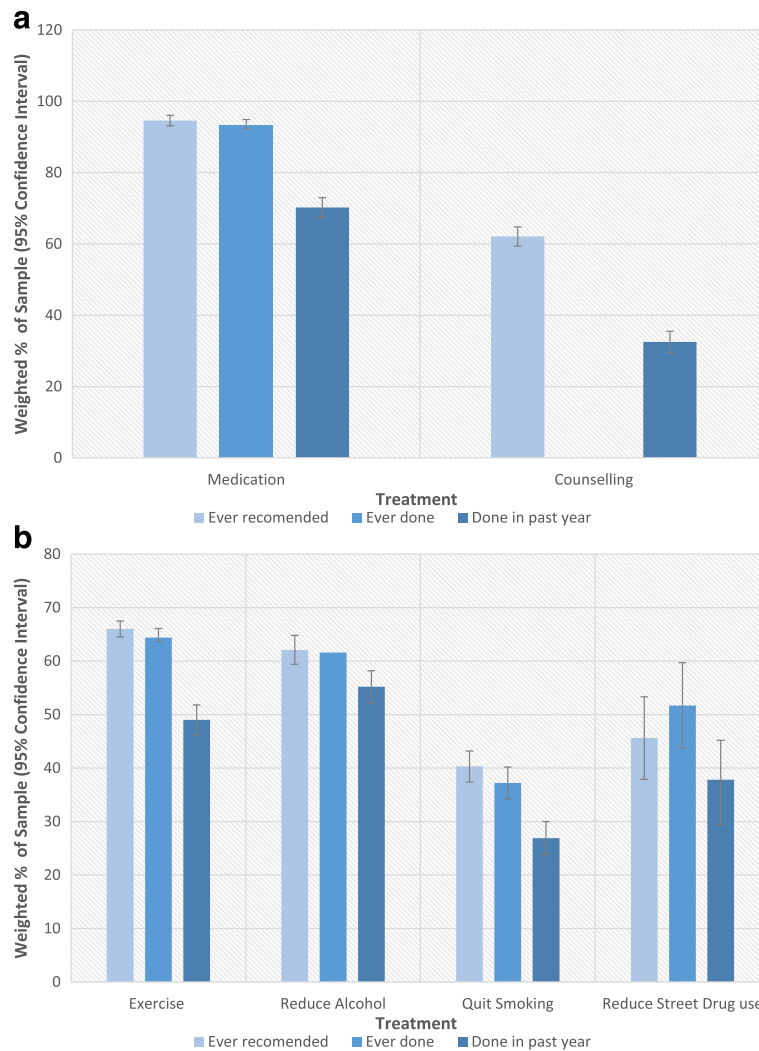 a
Weighted % of Sample (95% Confidence Interval)
120
100
80
60
40
20
0
Medication
Counselling
Treatment
Ever recomended
Ever done
Done in past year
b
Weighted % of Sample (95% Confidence Interval)
80
70
60
50
40
30
20
10
0
Exercise
Reduce Alcohol
Quit Smoking
Reduce Street Drug use
Treatment
Ever recomended
Ever done
Done in past year